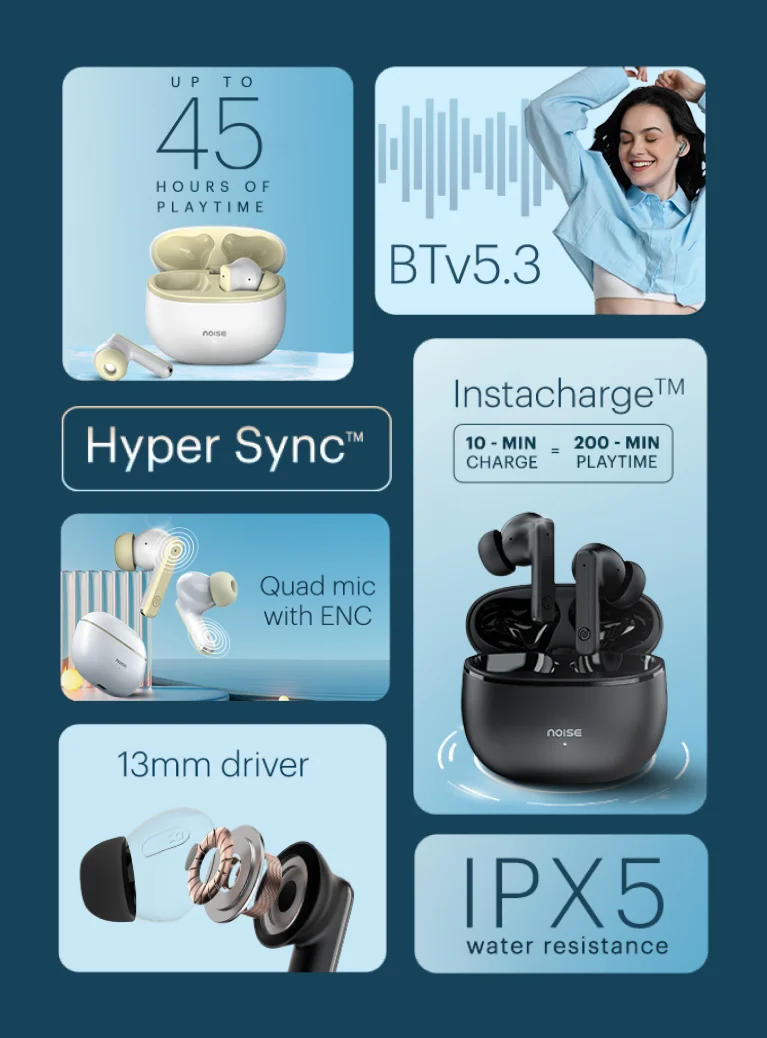 UP TO
45
HOURS OF
PLAYTIME
noise
BTv5.3
Instacharge™
10 - MIN
CHARGE
=
200 - MIN
PLAYTIME
Hyper Sync™
Quad mic
with ENC
noise
noise
13mm driver
IPX5
water resistance